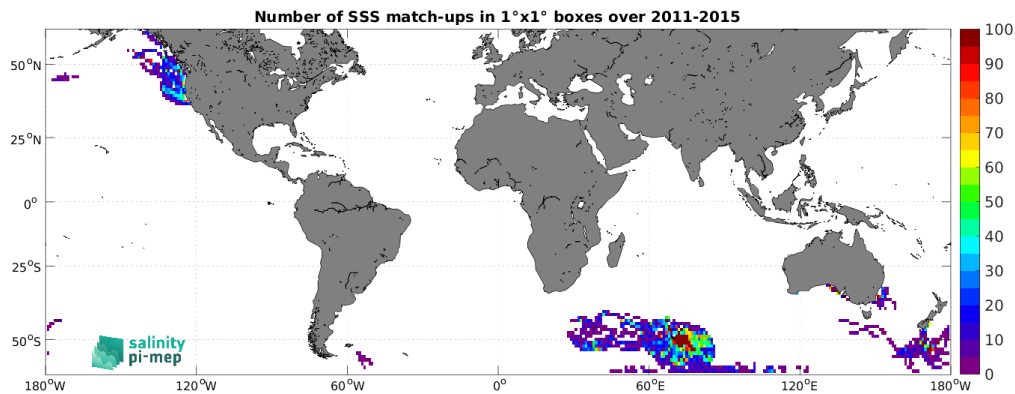 Number of SSS match-ups in 1°x1° boxes over 2011-2015
100
90
80
70
60
50
40
30
20
10
0
50°N
25°N
0°
25°S
50°S
salinity
pi-mep
180°W 120°W 60°W 0° 60°E 120°E 180°W